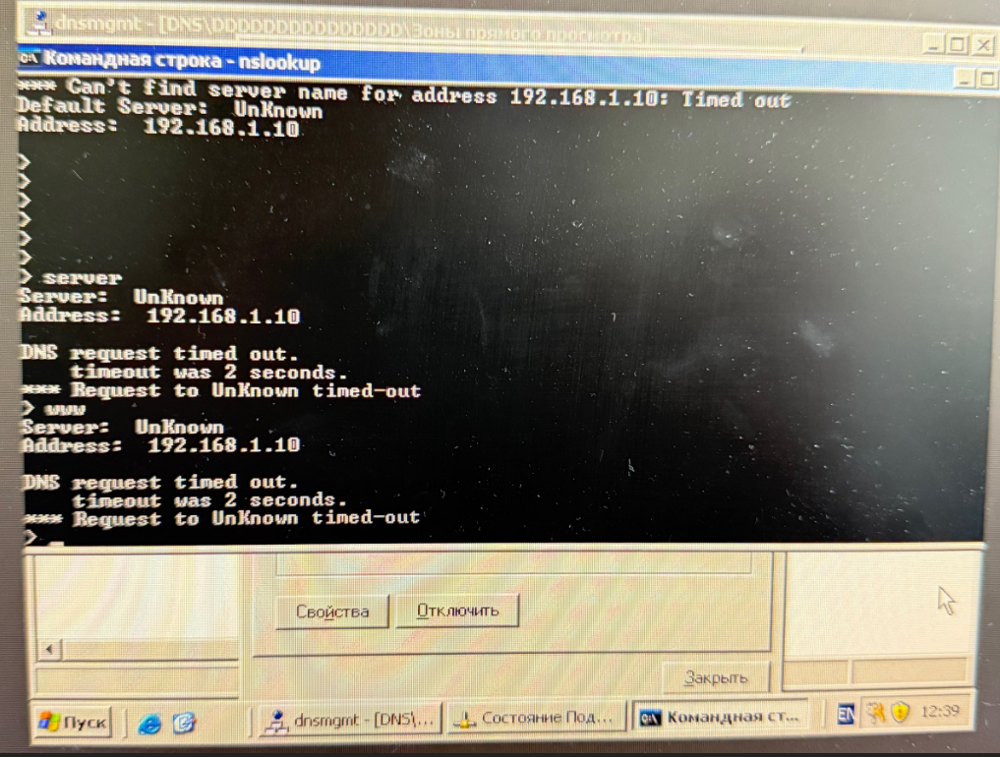 dnsmgmt - [DNS\DDDDDDDDDDDDDDD\Зоны прямого просмотра]
Командная строка - nslookup
*** Can't find server name for address 192.168.1.10: Timed out
Default Server:  UnKnown
Address:  192.168.1.10
>
>
>
>
>
>
> server
Server:  UnKnown
Address:  192.168.1.10
DNS request timed out.
timeout was 2 seconds.
*** Request to UnKnown timed-out
> www
Server:  UnKnown
Address:  192.168.1.10
DNS request timed out.
timeout was 2 seconds.
*** Request to UnKnown timed-out
>
Свойства Отключить
Закрыть
Пуск dnsmgmt - [DNS\... Состояние Под... Командная ст... EN 12:39